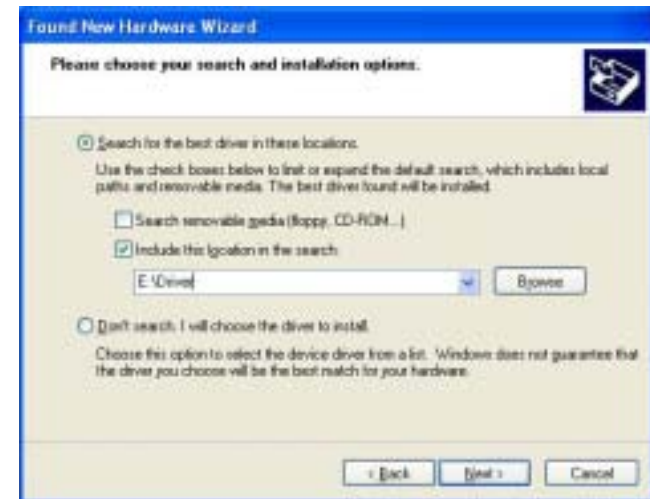 Found New Hardware Wizard
Please choose your search and installation options.
Search for the best driver in these locations.
Use the check boxes below to limit or expand the default search, which includes local
paths and removable media. The best driver found will be installed.
Search removable media (floppy, CD-ROM...)
Include this location in the search:
E:\Driver
Browse
Don't search. I will choose the driver to install.
Choose this option to select the device driver from a list. Windows does not guarantee that
the driver you choose will be the best match for your hardware.
< Back
Next >
Cancel